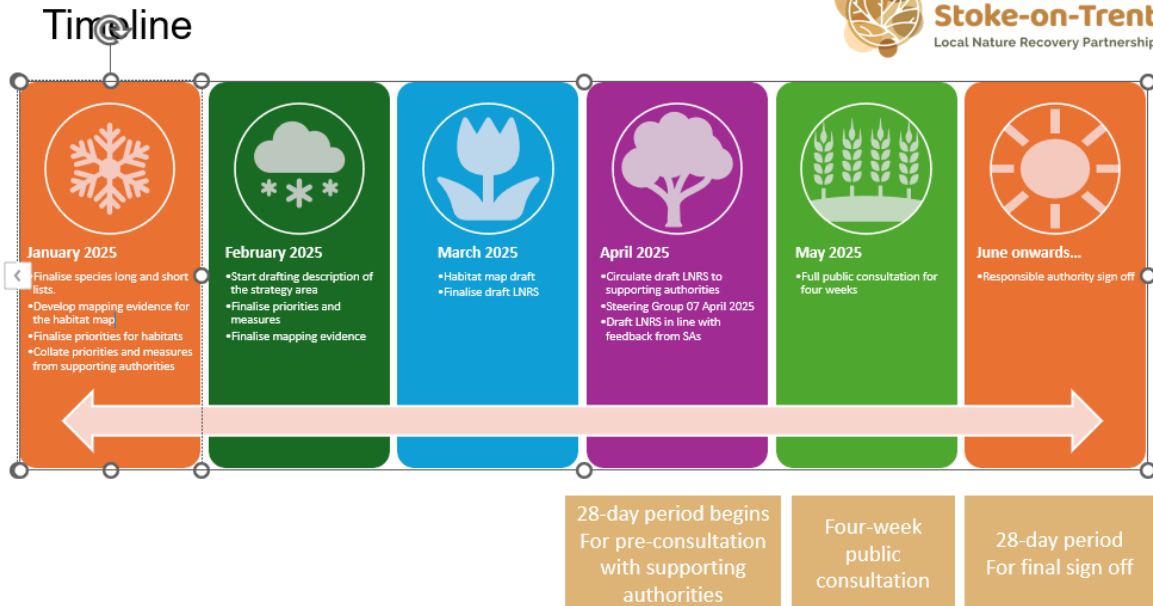 Timeline
Stoke-on-Trent
Local Nature Recovery Partnership
January 2025
•Finalise species long and short
lists.
•Develop mapping evidence for
the habitat map
•Finalise priorities for habitats
•Collate priorities and measures
from supporting authorities
February 2025
•Start drafting description of
the strategy area
•Finalise priorities and
measures
•Finalise mapping evidence
March 2025
•Habitat map draft
•Finalise draft LNRS
April 2025
•Circulate draft LNRS to
supporting authorities
•Steering Group 07 April 2025
•Draft LNRS in line with
feedback from SAs
May 2025
•Full public consultation for
four weeks
June onwards...
•Responsible authority sign off
28-day period begins
For pre-consultation
with supporting
authorities
Four-week
public
consultation
28-day period
For final sign off